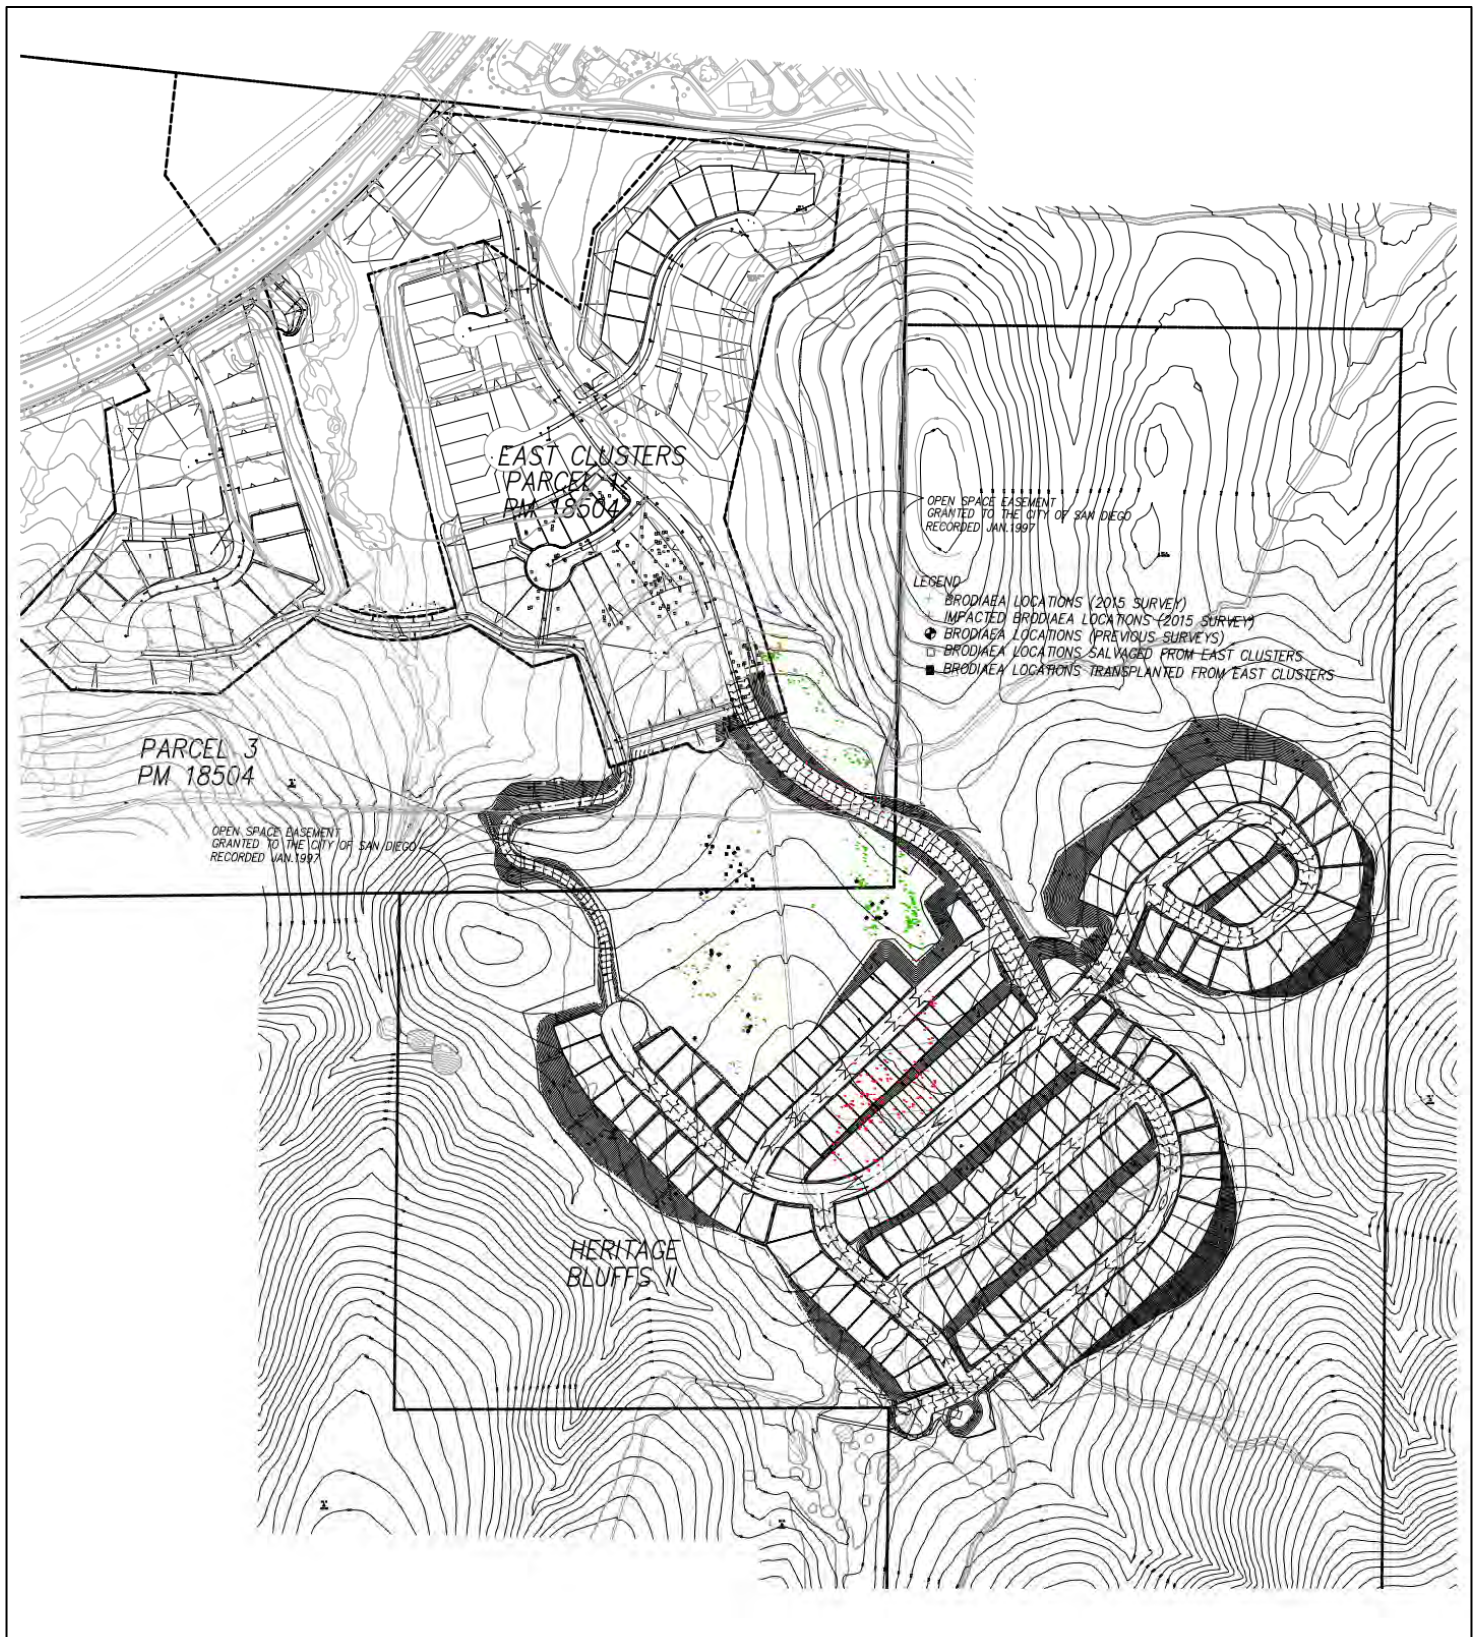 EAST CLUSTERS
PARCEL 1
PM 18504
OPEN SPACE EASEMENT
GRANTED TO THE CITY OF SAN DIEGO
RECORDED JAN.1997
LEGEND
BRODIAEA LOCATIONS (2015 SURVEY)
IMPACTED BRODIAEA LOCATIONS (2015 SURVEY)
BRODIAEA LOCATIONS (PREVIOUS SURVEYS)
BRODIAEA LOCATIONS SALVAGED FROM EAST CLUSTERS
BRODIAEA LOCATIONS TRANSPLANTED FROM EAST CLUSTERS
PARCEL 3
PM 18504
OPEN SPACE EASEMENT
GRANTED TO THE CITY OF SAN DIEGO
RECORDED JAN.1997
HERITAGE
BLUFFS II